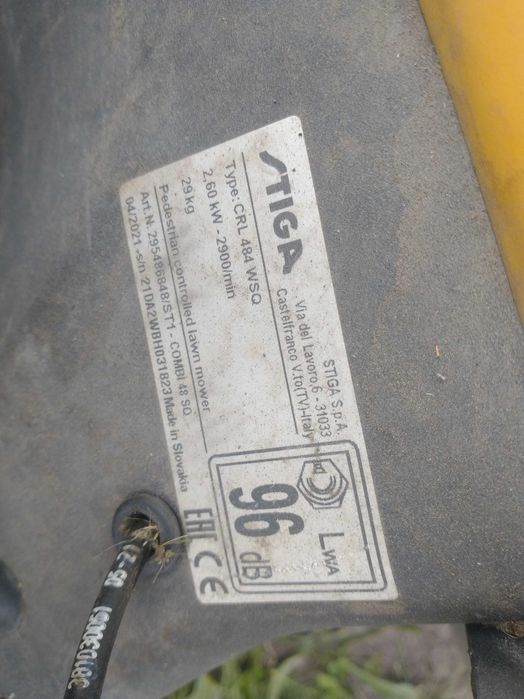 STIGA
STIGA S.p.A.
Via del Lavoro,6 - 31033
Castelfranco V.to(TV)-Italy
Type: CRL 484 WSQ
2,60 kW - 2900/min
29 kg
Pedestrian controlled lawn mower
Art.N. 295486848/ST1 - COMBI 48 SQ
04/2021 - s/n 21DA2WBH031823 Made in Slovakia
LWA
96
dB
EAC CE